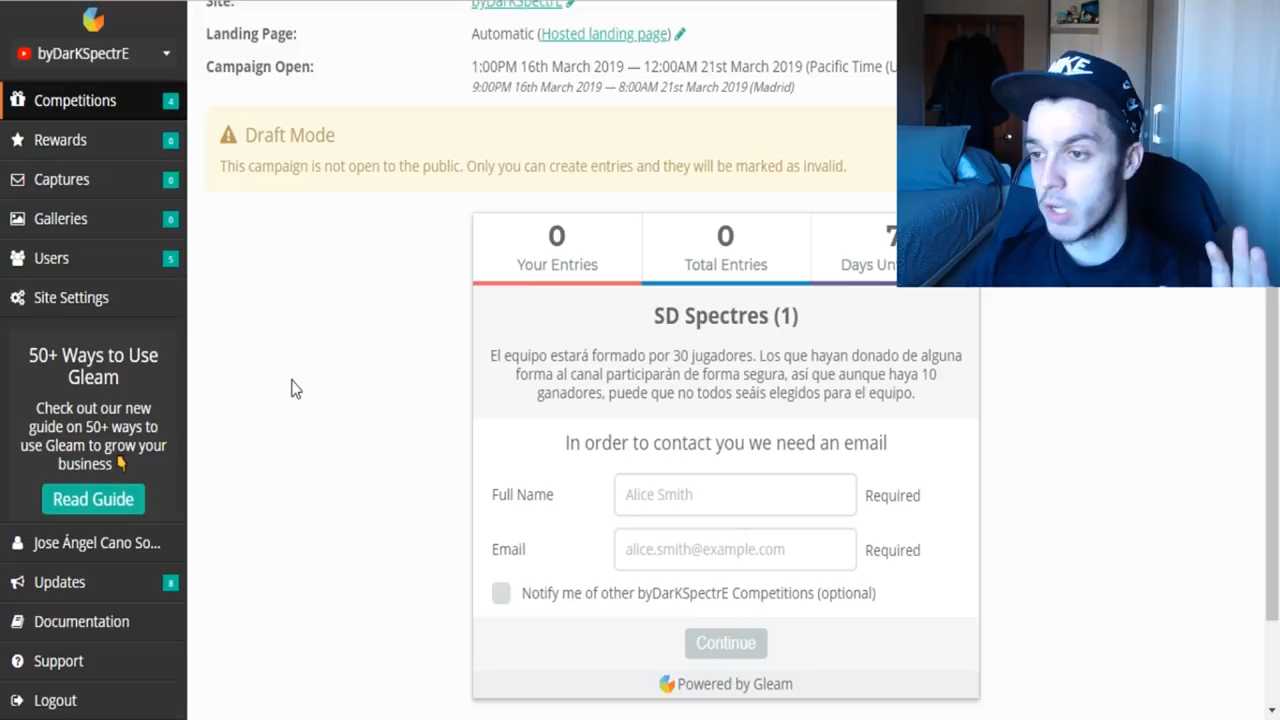 Site:
byDarKSpectrE
Landing Page:
Automatic (Hosted landing page)
Campaign Open:
1:00PM 16th March 2019 — 12:00AM 21st March 2019 (Pacific Time (U
9:00PM 16th March 2019 — 8:00AM 21st March 2019 (Madrid)
byDarKSpectrE
Competitions 4
Rewards 0
Captures 0
Galleries 0
Users 5
Site Settings
50+ Ways to Use
Gleam
Check out our new
guide on 50+ ways to
use Gleam to grow your
business
Read Guide
Jose Ángel Cano So...
Updates 8
Documentation
Support
Logout
Draft Mode
This campaign is not open to the public. Only you can create entries and they will be marked as invalid.
0
Your Entries
0
Total Entries
7
Days Un
SD Spectres (1)
El equipo estará formado por 30 jugadores. Los que hayan donado de alguna
forma al canal participarán de forma segura, así que aunque haya 10
ganadores, puede que no todos seáis elegidos para el equipo.
In order to contact you we need an email
Full Name
Alice Smith
Required
Email
alice.smith@example.com
Required
Notify me of other byDarKSpectrE Competitions (optional)
Continue
Powered by Gleam
NIKE